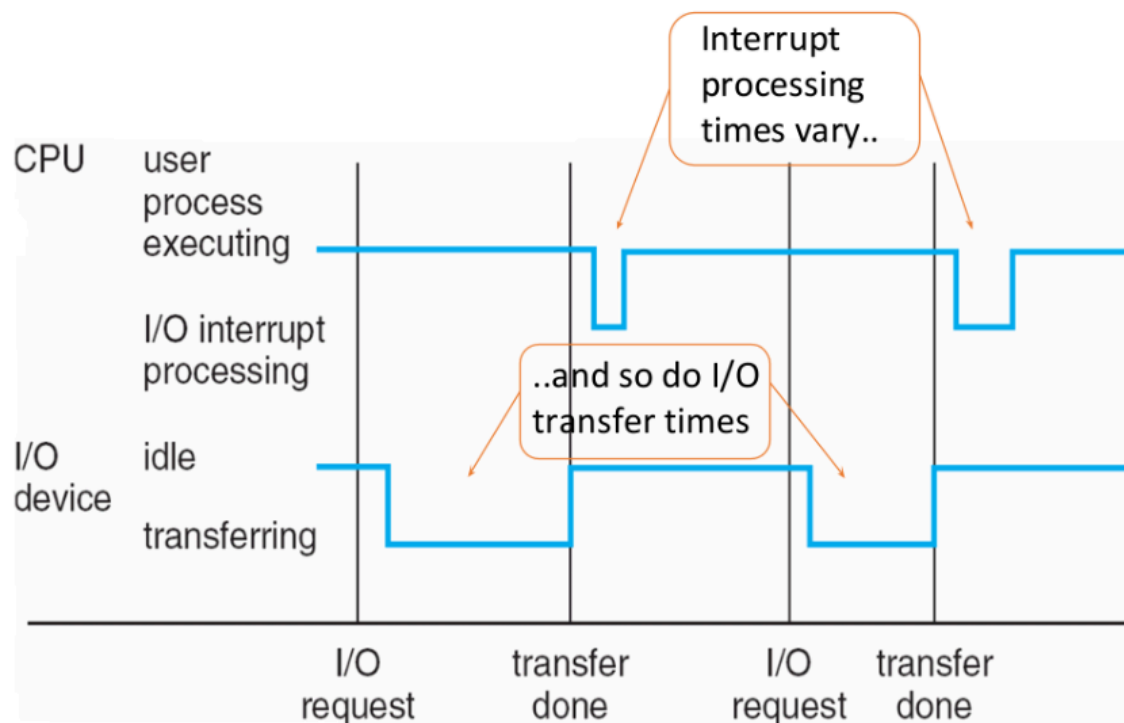 Interrupt
processing
times vary..
CPU user
process
executing
I/O interrupt
processing
..and so do I/O
transfer times
I/O idle
device
transferring
I/O transfer I/O transfer
request done request done